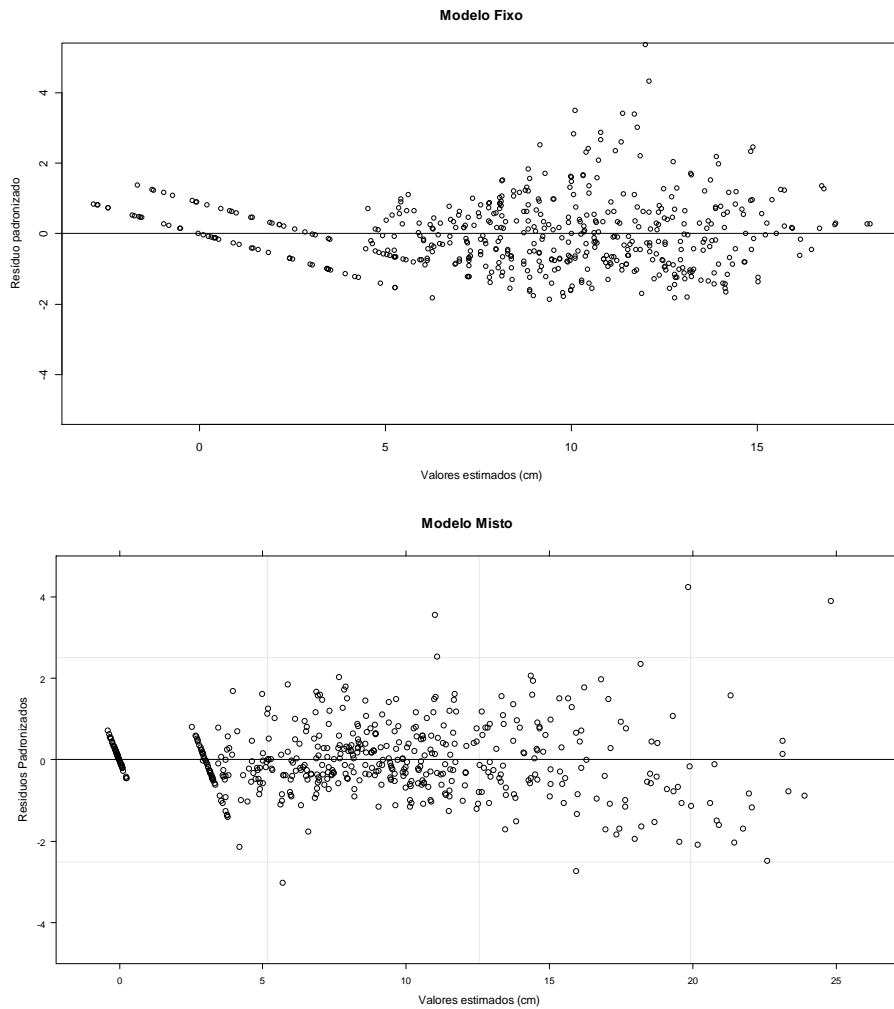 Modelo Fixo
4
2
0
-2
-4
Resíduo padronizado
0 5 10 15
Valores estimados (cm)
Modelo Misto
4
2
0
-2
-4
Resíduos Padronizados
0 5 10 15 20 25
Valores estimados (cm)